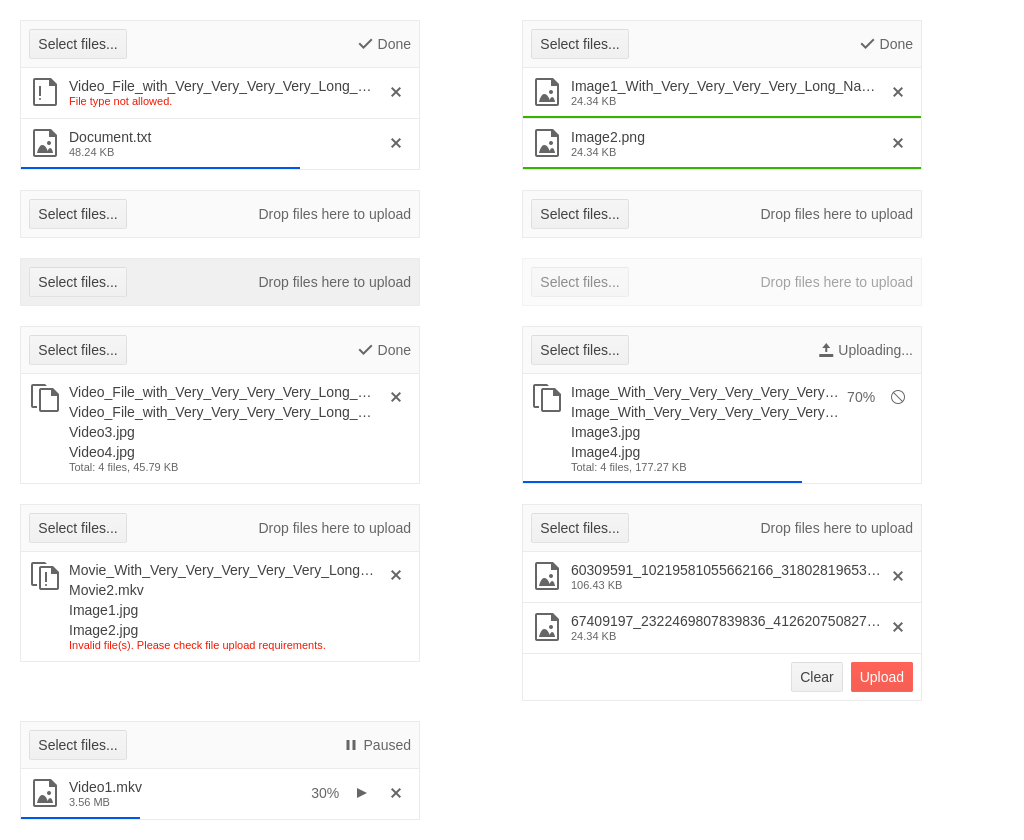 Select files...
Done
Video_File_with_Very_Very_Very_Very_Long_...
File type not allowed.
Document.txt
48.24 KB
Select files...
Done
Image1_With_Very_Very_Very_Very_Long_Na...
24.34 KB
Image2.png
24.34 KB
Select files...
Drop files here to upload
Select files...
Drop files here to upload
Select files...
Drop files here to upload
Select files...
Drop files here to upload
Select files...
Done
Video_File_with_Very_Very_Very_Very_Long_...
Video_File_with_Very_Very_Very_Very_Long_...
Video3.jpg
Video4.jpg
Total: 4 files, 45.79 KB
Select files...
Uploading...
Image_With_Very_Very_Very_Very_Very...
70%
Image_With_Very_Very_Very_Very_Very...
Image3.jpg
Image4.jpg
Total: 4 files, 177.27 KB
Select files...
Drop files here to upload
Movie_With_Very_Very_Very_Very_Very_Long...
Movie2.mkv
Image1.jpg
Image2.jpg
Invalid file(s). Please check file upload requirements.
Select files...
Drop files here to upload
60309591_10219581055662166_31802819653...
106.43 KB
67409197_2322469807839836_412620750827...
24.34 KB
Clear
Upload
Select files...
Paused
Video1.mkv
30%
3.56 MB